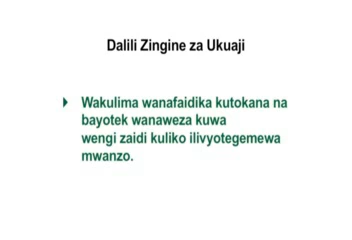 Dalili Zingine za Ukuaji
Wakulima wanafaidika kutokana na
bayotek wanaweza kuwa
wengi zaidi kuliko ilivyotegemewa
mwanzo.